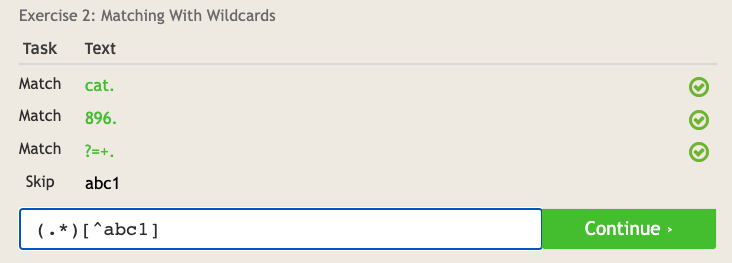 Exercise 2: Matching With Wildcards
Task Text
Match cat.
Match 896.
Match ?=+.
Skip abc1
(.*)[^abc1] Continue ›